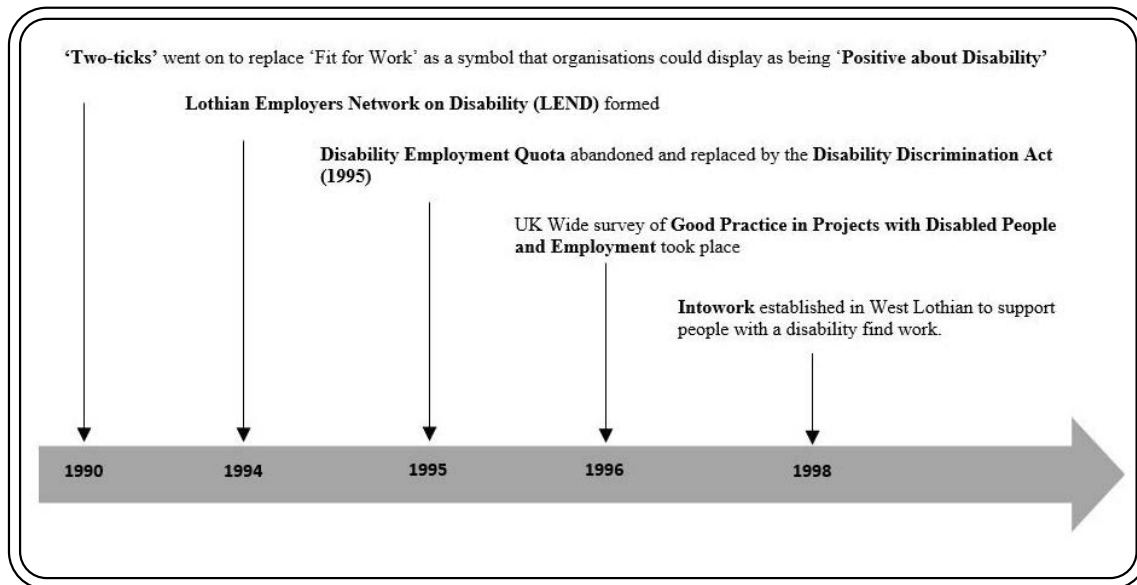 ‘Two-ticks’ went on to replace ‘Fit for Work’ as a symbol that organisations could display as being ‘Positive about Disability’
Lothian Employers Network on Disability (LEND) formed
Disability Employment Quota abandoned and replaced by the Disability Discrimination Act
(1995)
UK Wide survey of Good Practice in Projects with Disabled People
and Employment took place
Intowork established in West Lothian to support
people with a disability find work.
1990 1994 1995 1996 1998